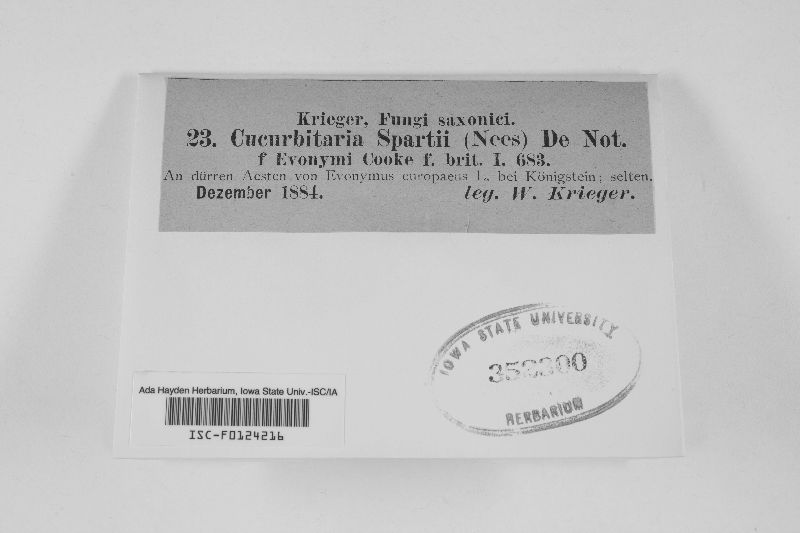 Krieger, Fungi saxonici.
23. Cucurbitaria Spartii (Nees) De Not.
f Evonymi Cooke f. brit. I. 683.
An dürren Aesten von Evonymus europaeus L. bei Königstein; selten.
Dezember 1884. leg. W. Krieger.
IOWA STATE UNIVERSITY
HERBARIUM
Ada Hayden Herbarium, Iowa State Univ.-ISC/IA
ISC-F0124216